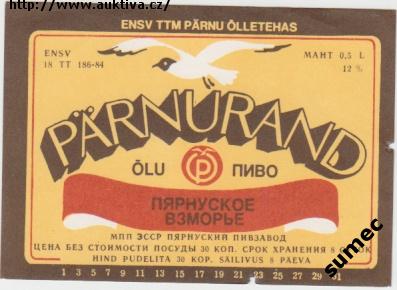 http://www.auktiva.cz/
ENSV TTM PÄRNU ÕLLETEHAS
ENSV
18 TT 186-84
МАНТ 0,5 L
12 %
PÄRNURAND
ÕLU
P
ПИВО
ПЯРНУСКОЕ
ВЗМОРЬЕ
МПП ЭССР ПЯРНУСКИЙ ПИВЗАВОД
ЦЕНА БЕЗ СТОИМОСТИ ПОСУДЫ 30 КОП. СРОК ХРАНЕНИЯ 8 СУТОК
HIND PUDELITA 30 KOP. SÄILIVUS 8 PÄEVA
1 3 5 7 9 11 13 15 17 19 21 23 25 27 29 31
sumec